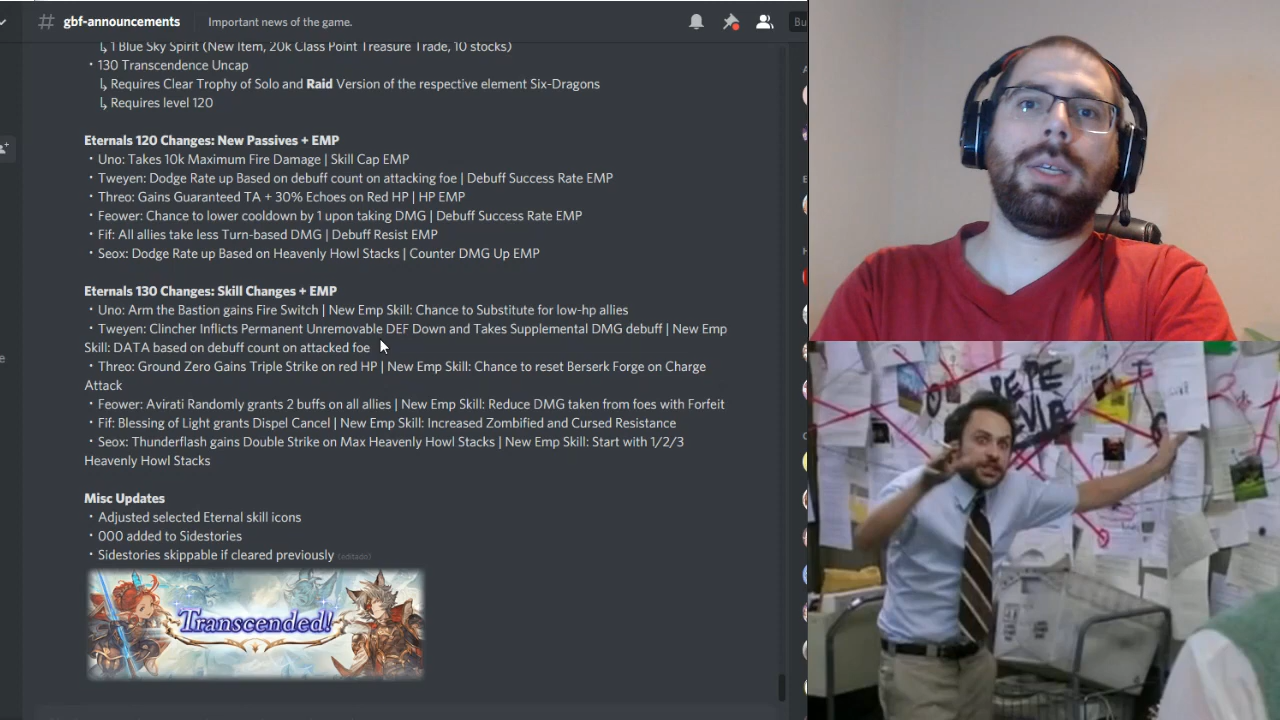 # gbf-announcements Important news of the game. Bu
↳ 1 Blue Sky Spirit (New Item, 20k Class Point Treasure Trade, 10 stocks)
• 130 Transcendence Uncap
↳ Requires Clear Trophy of Solo and Raid Version of the respective element Six-Dragons
↳ Requires level 120
Eternals 120 Changes: New Passives + EMP
• Uno: Takes 10k Maximum Fire Damage | Skill Cap EMP
• Tweyen: Dodge Rate up Based on debuff count on attacking foe | Debuff Success Rate EMP
• Threo: Gains Guaranteed TA + 30% Echoes on Red HP | HP EMP
• Feower: Chance to lower cooldown by 1 upon taking DMG | Debuff Success Rate EMP
• Fif: All allies take less Turn-based DMG | Debuff Resist EMP
• Seox: Dodge Rate up Based on Heavenly Howl Stacks | Counter DMG Up EMP
Eternals 130 Changes: Skill Changes + EMP
• Uno: Arm the Bastion gains Fire Switch | New Emp Skill: Chance to Substitute for low-hp allies
• Tweyen: Clincher Inflicts Permanent Unremovable DEF Down and Takes Supplemental DMG debuff | New Emp
Skill: DATA based on debuff count on attacked foe
• Threo: Ground Zero Gains Triple Strike on red HP | New Emp Skill: Chance to reset Berserk Forge on Charge
Attack
• Feower: Avirati Randomly grants 2 buffs on all allies | New Emp Skill: Reduce DMG taken from foes with Forfeit
• Fif: Blessing of Light grants Dispel Cancel | New Emp Skill: Increased Zombified and Cursed Resistance
• Seox: Thunderflash gains Double Strike on Max Heavenly Howl Stacks | New Emp Skill: Start with 1/2/3
Heavenly Howl Stacks
Misc Updates
• Adjusted selected Eternal skill icons
• 000 added to Sidestories
• Sidestories skippable if cleared previously (editado)
Transcended!
PEPE
SILVIA